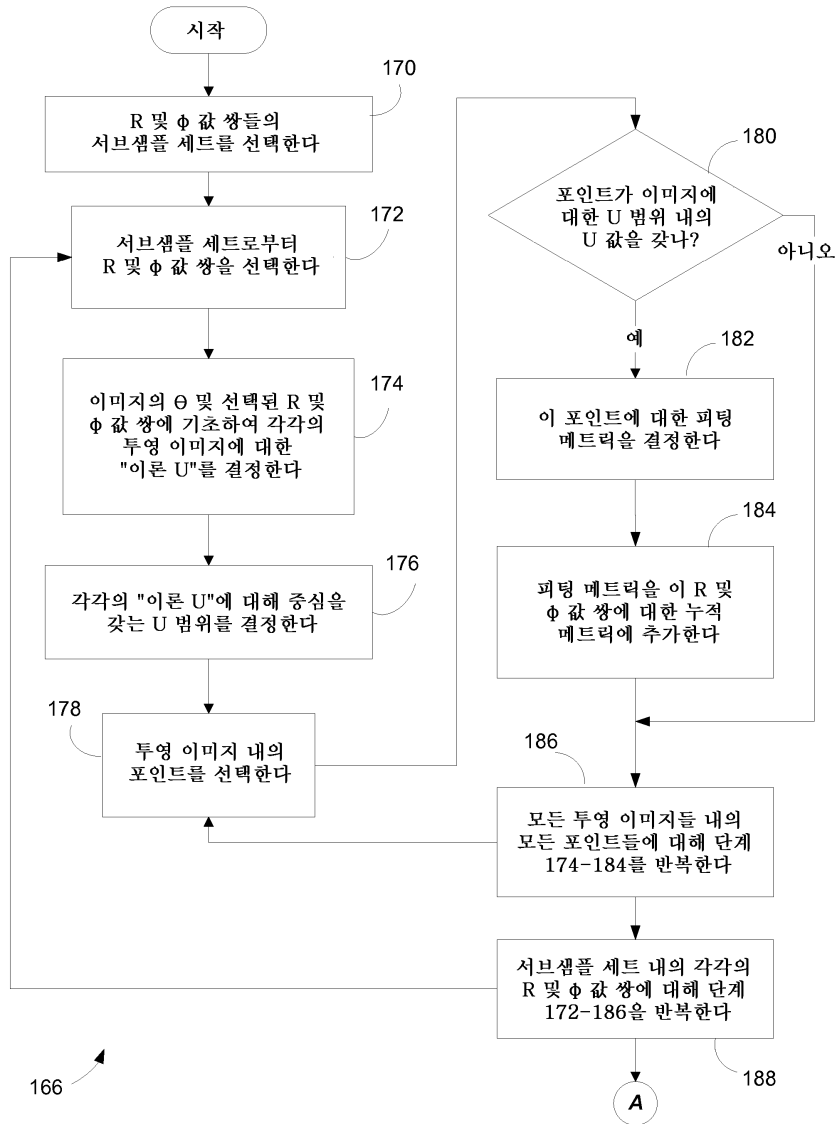 시작
170
R 및 ϕ 값 쌍들의
서브샘플 세트를 선택한다
172
서브샘플 세트로부터
R 및 ϕ 값 쌍을 선택한다
174
이미지의 Θ 및 선택된 R 및
ϕ 값 쌍에 기초하여 각각의
투영 이미지에 대한
"이론 U"를 결정한다
176
각각의 "이론 U"에 대해 중심을
갖는 U 범위를 결정한다
178
투영 이미지 내의
포인트를 선택한다
180
포인트가 이미지에
대한 U 범위 내의
U 값을 갖나?
아니오
예
182
이 포인트에 대한 피팅
메트릭을 결정한다
184
피팅 메트릭을 이 R 및
ϕ 값 쌍에 대한 누적
메트릭에 추가한다
186
모든 투영 이미지들 내의
모든 포인트들에 대해 단계
174-184를 반복한다
서브샘플 세트 내의 각각의
R 및 ϕ 값 쌍에 대해 단계
172-186을 반복한다
188
166
A